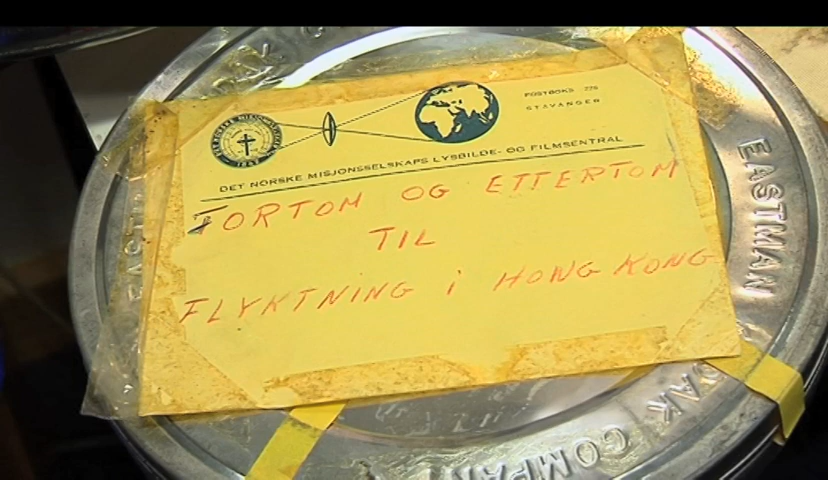 POSTBOKS 226
STAVANGER
DET NORSKE MISJONSSELSKAPS LYSBILDE- OG FILMSENTRAL
FORTOM OG ETTERTOM
TIL
FLYKTNING i HONG KONG
EASTMAN
KODAK COMPANY